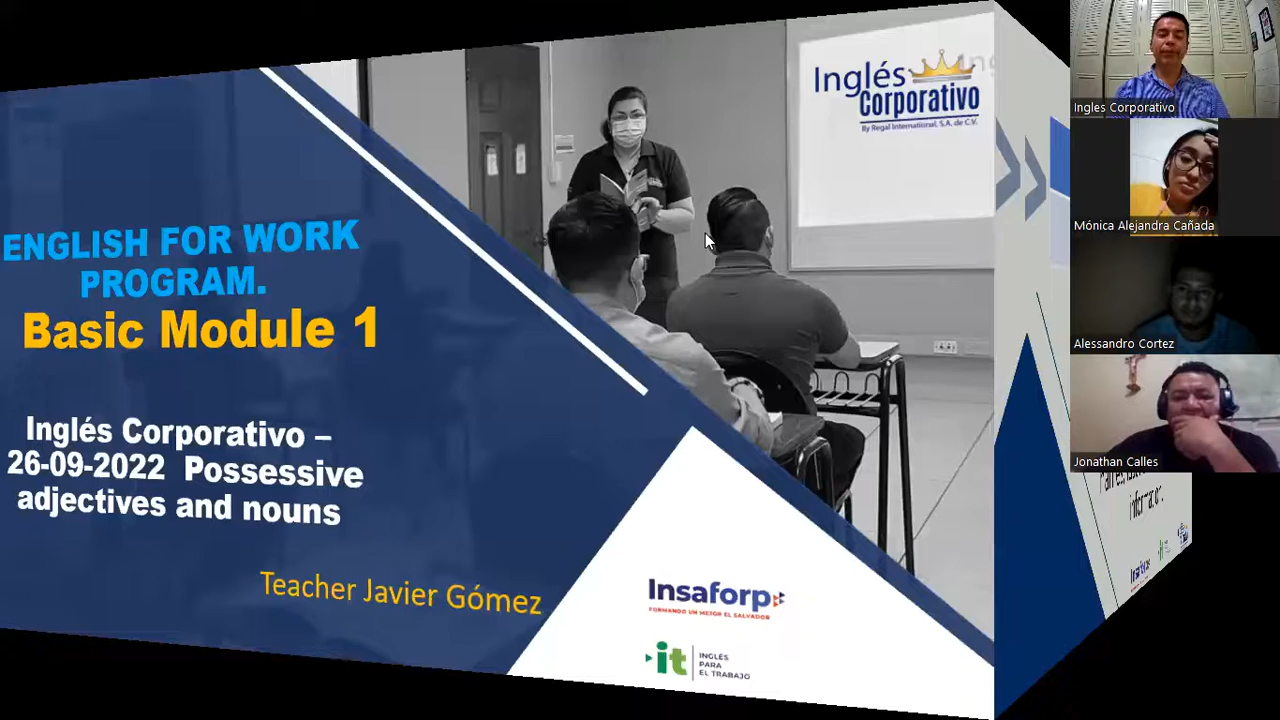 ENGLISH FOR WORK
PROGRAM.
Basic Module 1
Inglés Corporativo –
26-09-2022 Possessive
adjectives and nouns
Teacher Javier Gómez
Inglés
Corporativo
By Regal International, S.A. de C.V.
Insaforp
FORMANDO UN MEJOR EL SALVADOR
it
INGLÉS
PARA
EL TRABAJO
Ingles Corporativo
Mónica Alejandra Cañada
Alessandro Cortez
Jonathan Calles